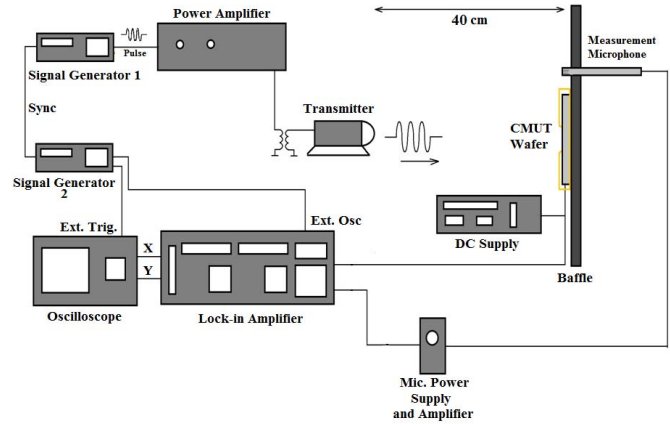 Power Amplifier
40 cm
Pulse
Measurement
Microphone
Signal Generator 1
Sync
Transmitter
CMUT
Wafer
Signal Generator
2
Ext. Trig.
Ext. Osc
X
Y
DC Supply
Baffle
Oscilloscope
Lock-in Amplifier
Mic. Power
Supply
and Amplifier